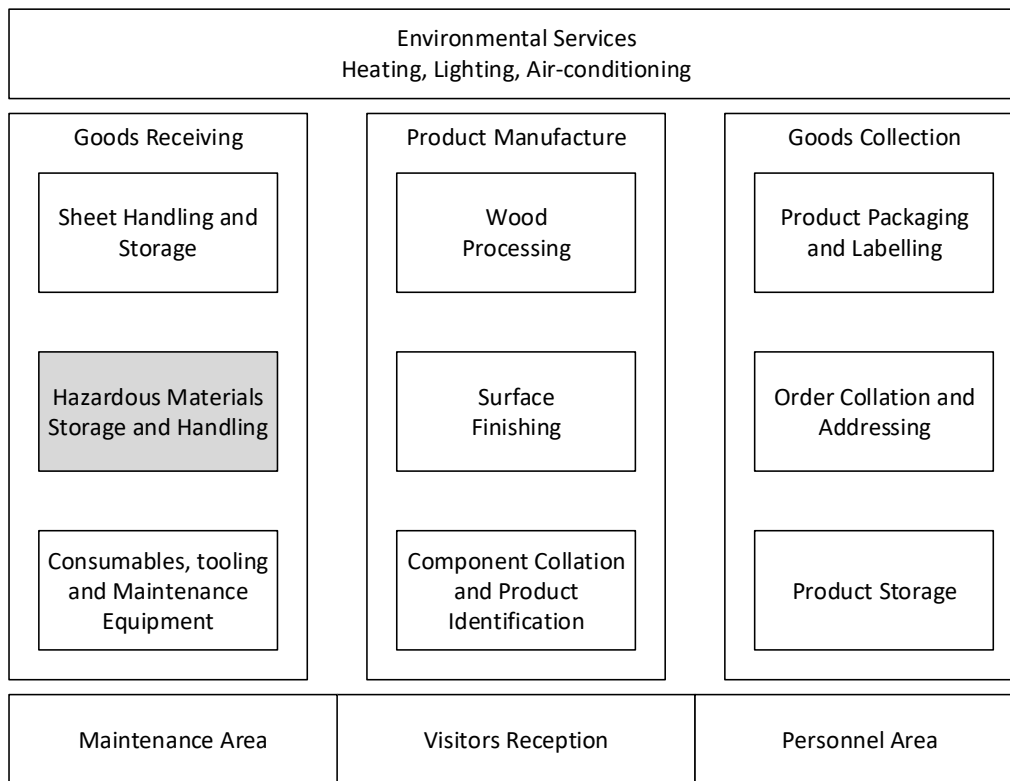 Environmental Services
Heating, Lighting, Air-conditioning
Goods Receiving
Sheet Handling and
Storage
Hazardous Materials
Storage and Handling
Consumables, tooling
and Maintenance
Equipment
Product Manufacture
Wood
Processing
Surface
Finishing
Component Collation
and Product
Identification
Goods Collection
Product Packaging
and Labelling
Order Collation and
Addressing
Product Storage
Maintenance Area
Visitors Reception
Personnel Area